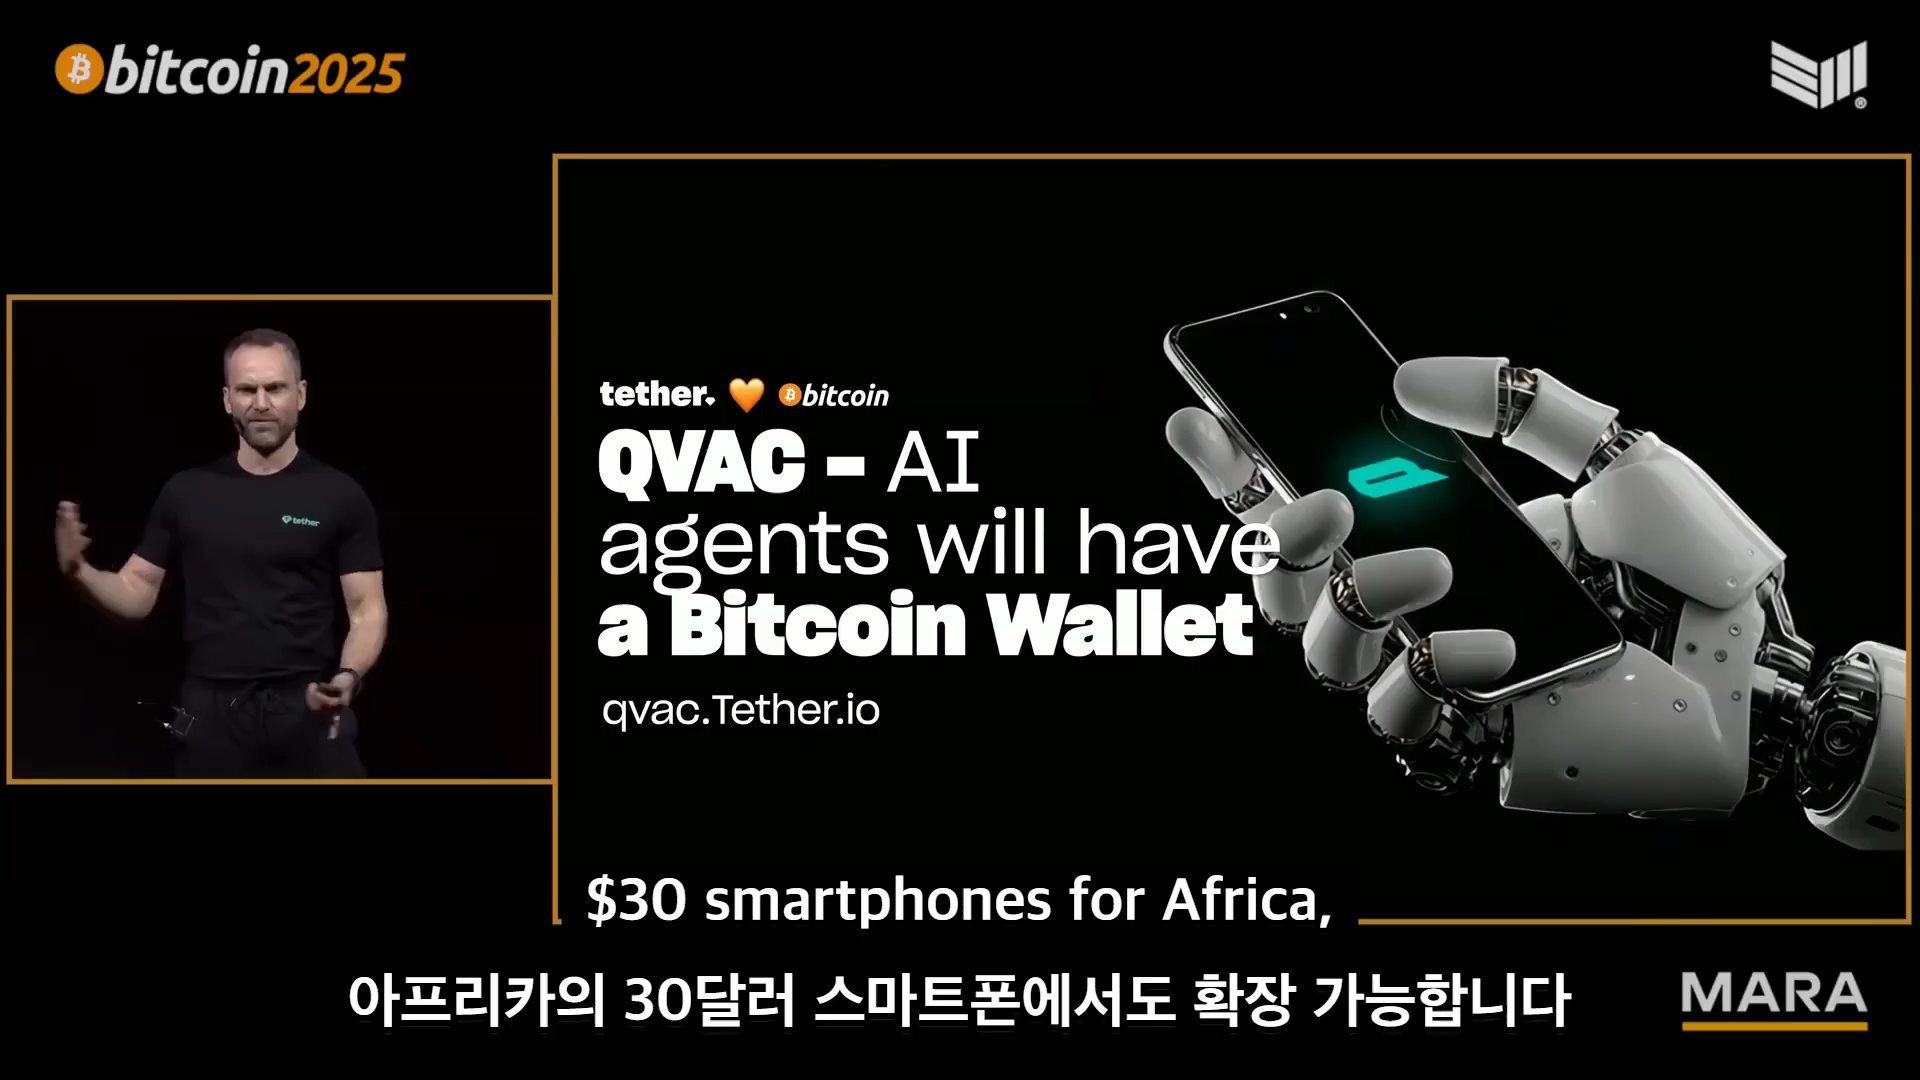 bitcoin2025
tether
tether. bitcoin
QVAC - AI
agents will have
a Bitcoin Wallet
qvac.Tether.io
$30 smartphones for Africa,
아프리카의 30달러 스마트폰에서도 확장 가능합니다
MARA